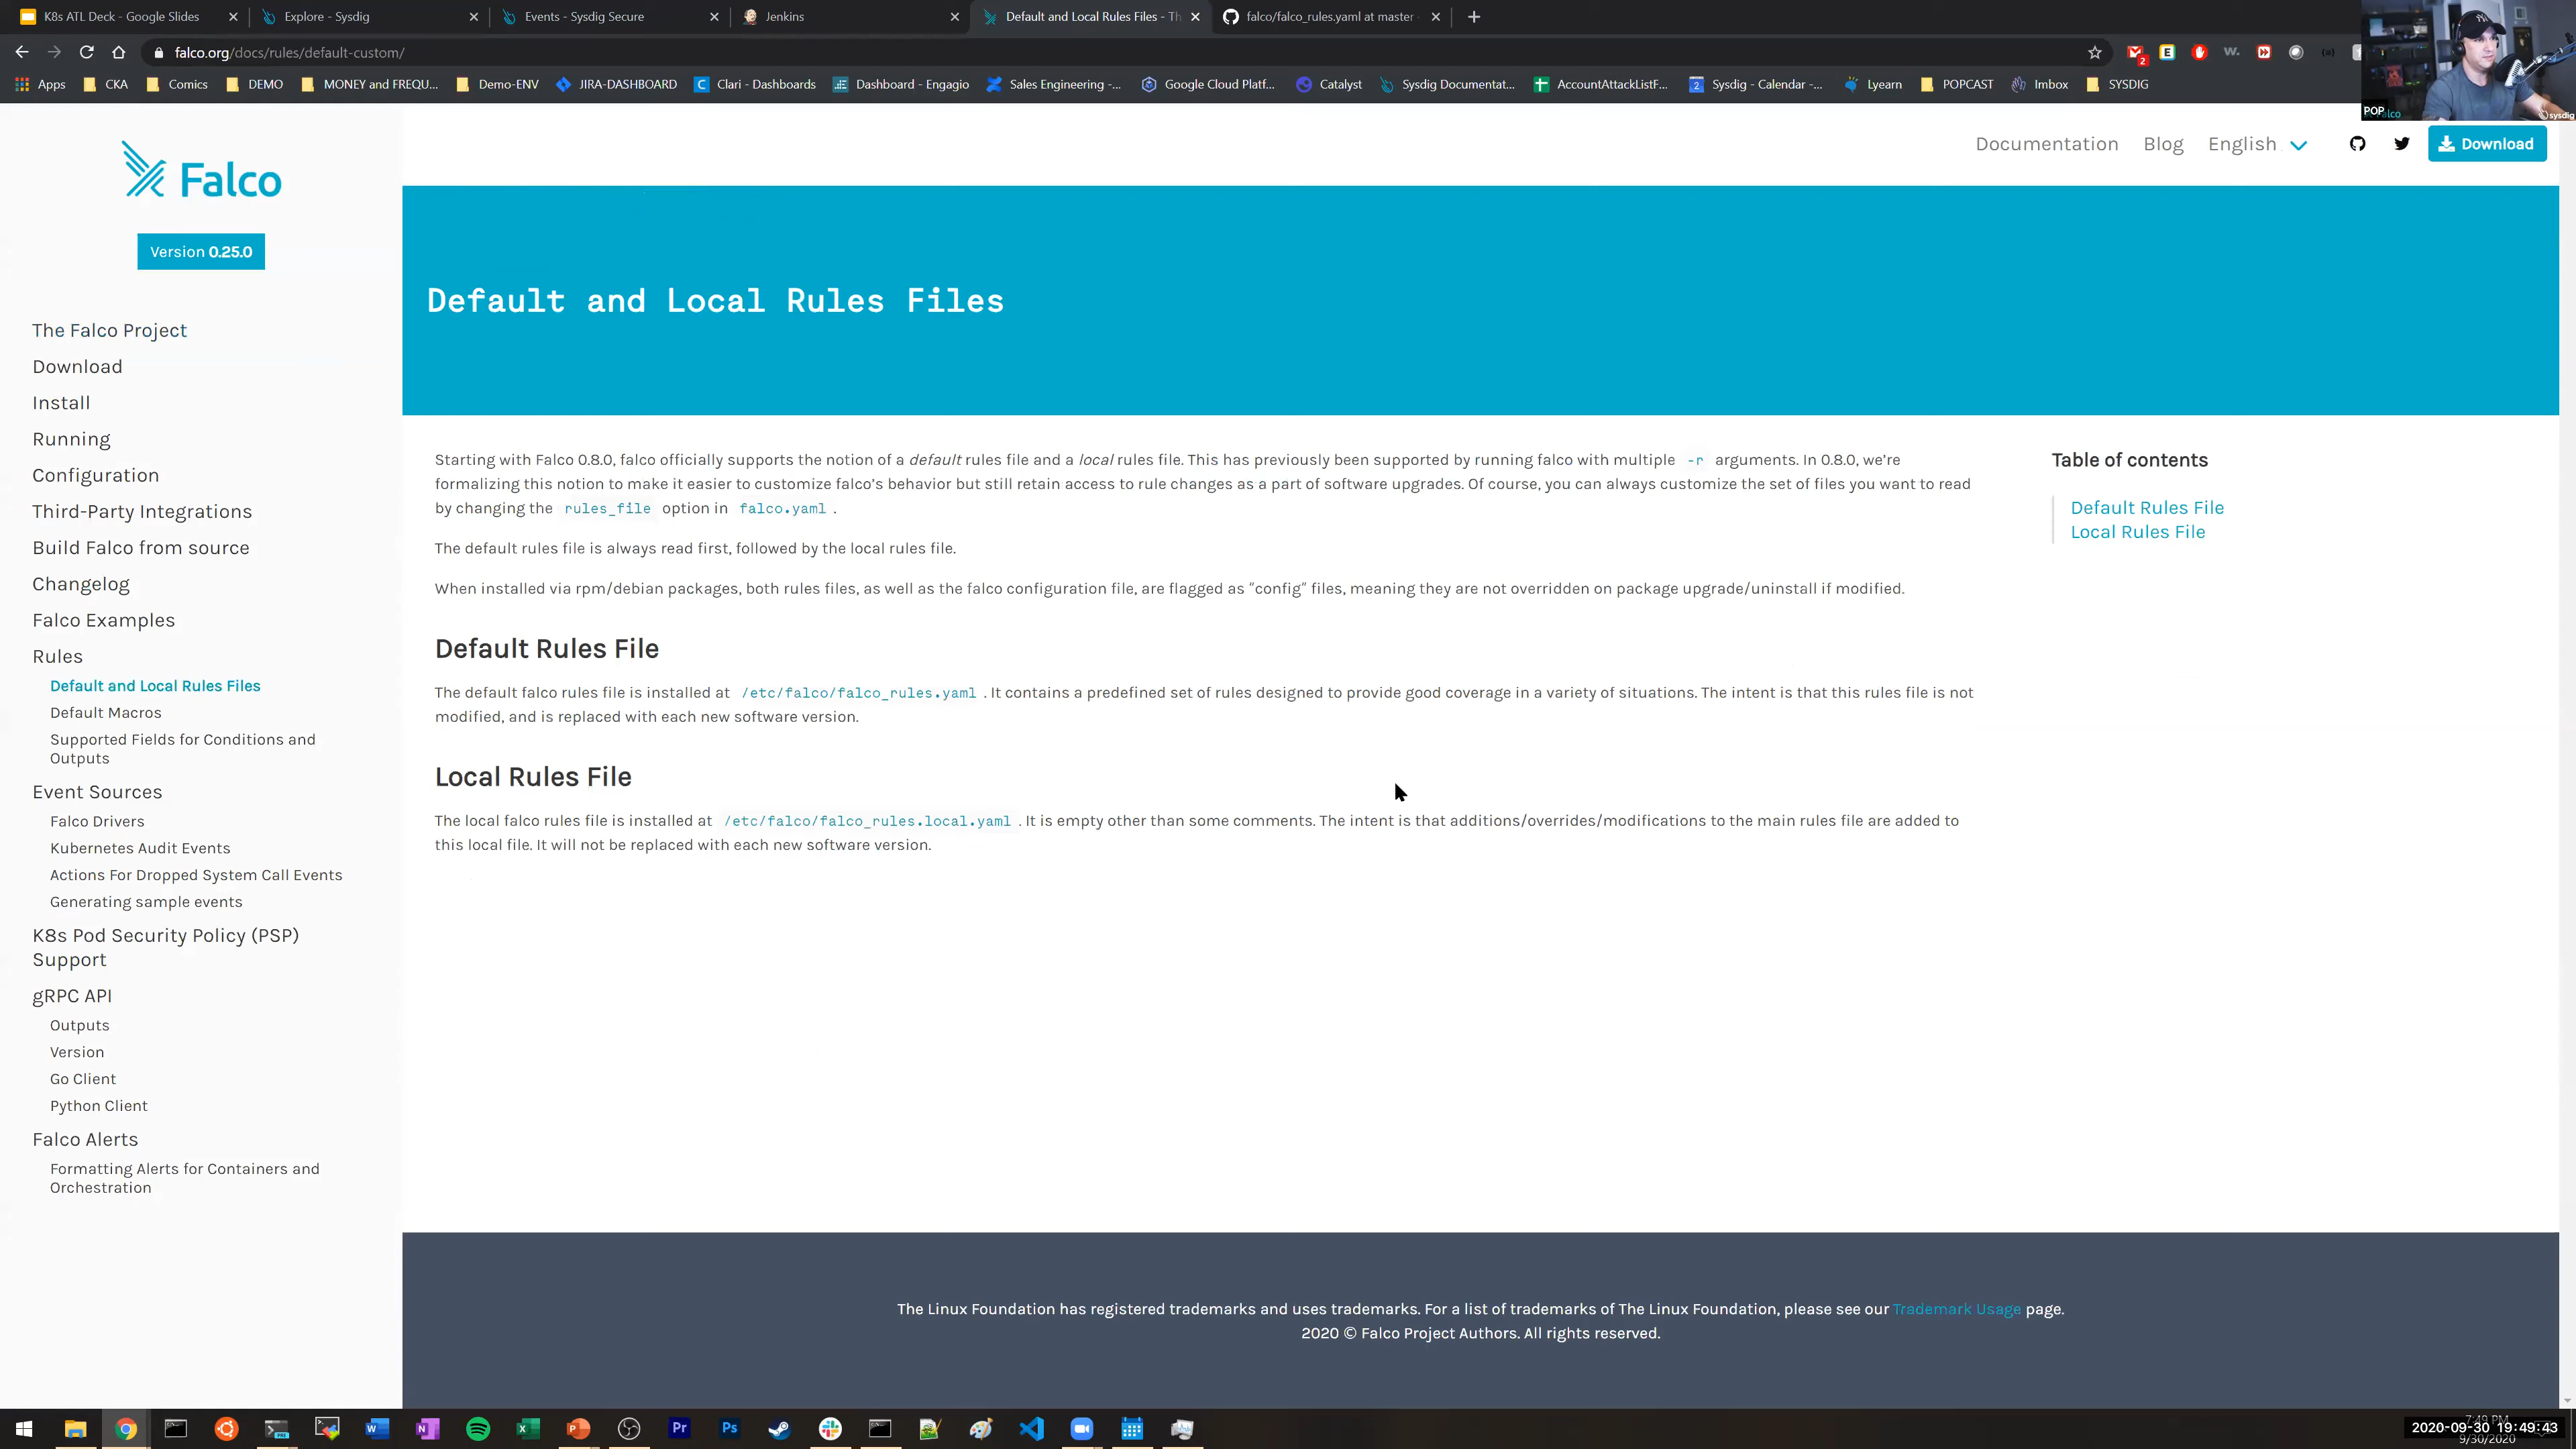 K8s ATL Deck - Google Slides
Explore - Sysdig
Events - Sysdig Secure
Jenkins
Default and Local Rules Files - Th
falco/falco_rules.yaml at master
falco.org/docs/rules/default-custom/
2
Apps
CKA
Comics
DEMO
MONEY and FREQU...
Demo-ENV
JIRA-DASHBOARD
Clari - Dashboards
Dashboard - Engagio
Sales Engineering -...
Google Cloud Platf...
Catalyst
Sysdig Documentat...
AccountAttackListF...
Sysdig - Calendar -...
Lyearn
POPCAST
Imbox
SYSDIG
POP
sysdig
Falco
Version 0.25.0
Documentation
Blog
English
Download
The Falco Project
Download
Install
Running
Configuration
Third-Party Integrations
Build Falco from source
Changelog
Falco Examples
Rules
Default and Local Rules Files
Default Macros
Supported Fields for Conditions and
Outputs
Event Sources
Falco Drivers
Kubernetes Audit Events
Actions For Dropped System Call Events
Generating sample events
K8s Pod Security Policy (PSP)
Support
gRPC API
Outputs
Version
Go Client
Python Client
Falco Alerts
Formatting Alerts for Containers and
Orchestration
Default and Local Rules Files
Starting with Falco 0.8.0, falco officially supports the notion of a default rules file and a local rules file. This has previously been supported by running falco with multiple -r arguments. In 0.8.0, we're
formalizing this notion to make it easier to customize falco's behavior but still retain access to rule changes as a part of software upgrades. Of course, you can always customize the set of files you want to read
by changing the rules_file option in falco.yaml .
The default rules file is always read first, followed by the local rules file.
When installed via rpm/debian packages, both rules files, as well as the falco configuration file, are flagged as "config" files, meaning they are not overridden on package upgrade/uninstall if modified.
Default Rules File
The default falco rules file is installed at /etc/falco/falco_rules.yaml . It contains a predefined set of rules designed to provide good coverage in a variety of situations. The intent is that this rules file is not
modified, and is replaced with each new software version.
Local Rules File
The local falco rules file is installed at /etc/falco/falco_rules.local.yaml . It is empty other than some comments. The intent is that additions/overrides/modifications to the main rules file are added to
this local file. It will not be replaced with each new software version.
Table of contents
Default Rules File
Local Rules File
The Linux Foundation has registered trademarks and uses trademarks. For a list of trademarks of The Linux Foundation, please see our Trademark Usage page.
2020 © Falco Project Authors. All rights reserved.
7:49 PM
2020-09-30 19:49:43
9/30/2020